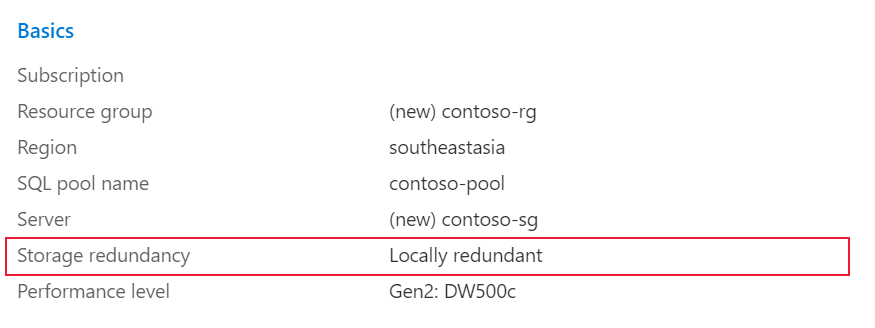 Basics
Subscription
Resource group (new) contoso-rg
Region southeastasia
SQL pool name contoso-pool
Server (new) contoso-sg
Storage redundancy Locally redundant
Performance level Gen2: DW500c